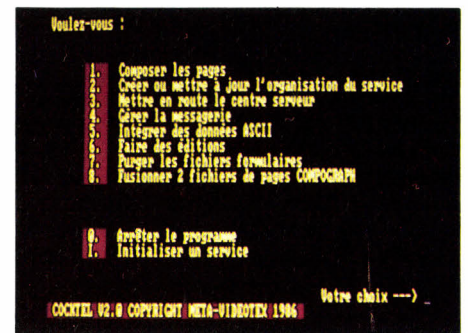 Voulez-vous :
1. Composer les pages
2. Créer ou mettre à jour l'organisation du service
3. Mettre en route le centre serveur
4. Gérer la messagerie
5. Intégrer des données ASCII
6. Faire des éditions
7. Purger les fichiers formulaires
8. Fusionner 2 fichiers de pages COMPOGRAPH
0. Arrêter le programme
I. Initialiser un service
Votre choix ---> _
COCKTEL V2.0 COPYRIGHT META-VIDEOTEX 1986